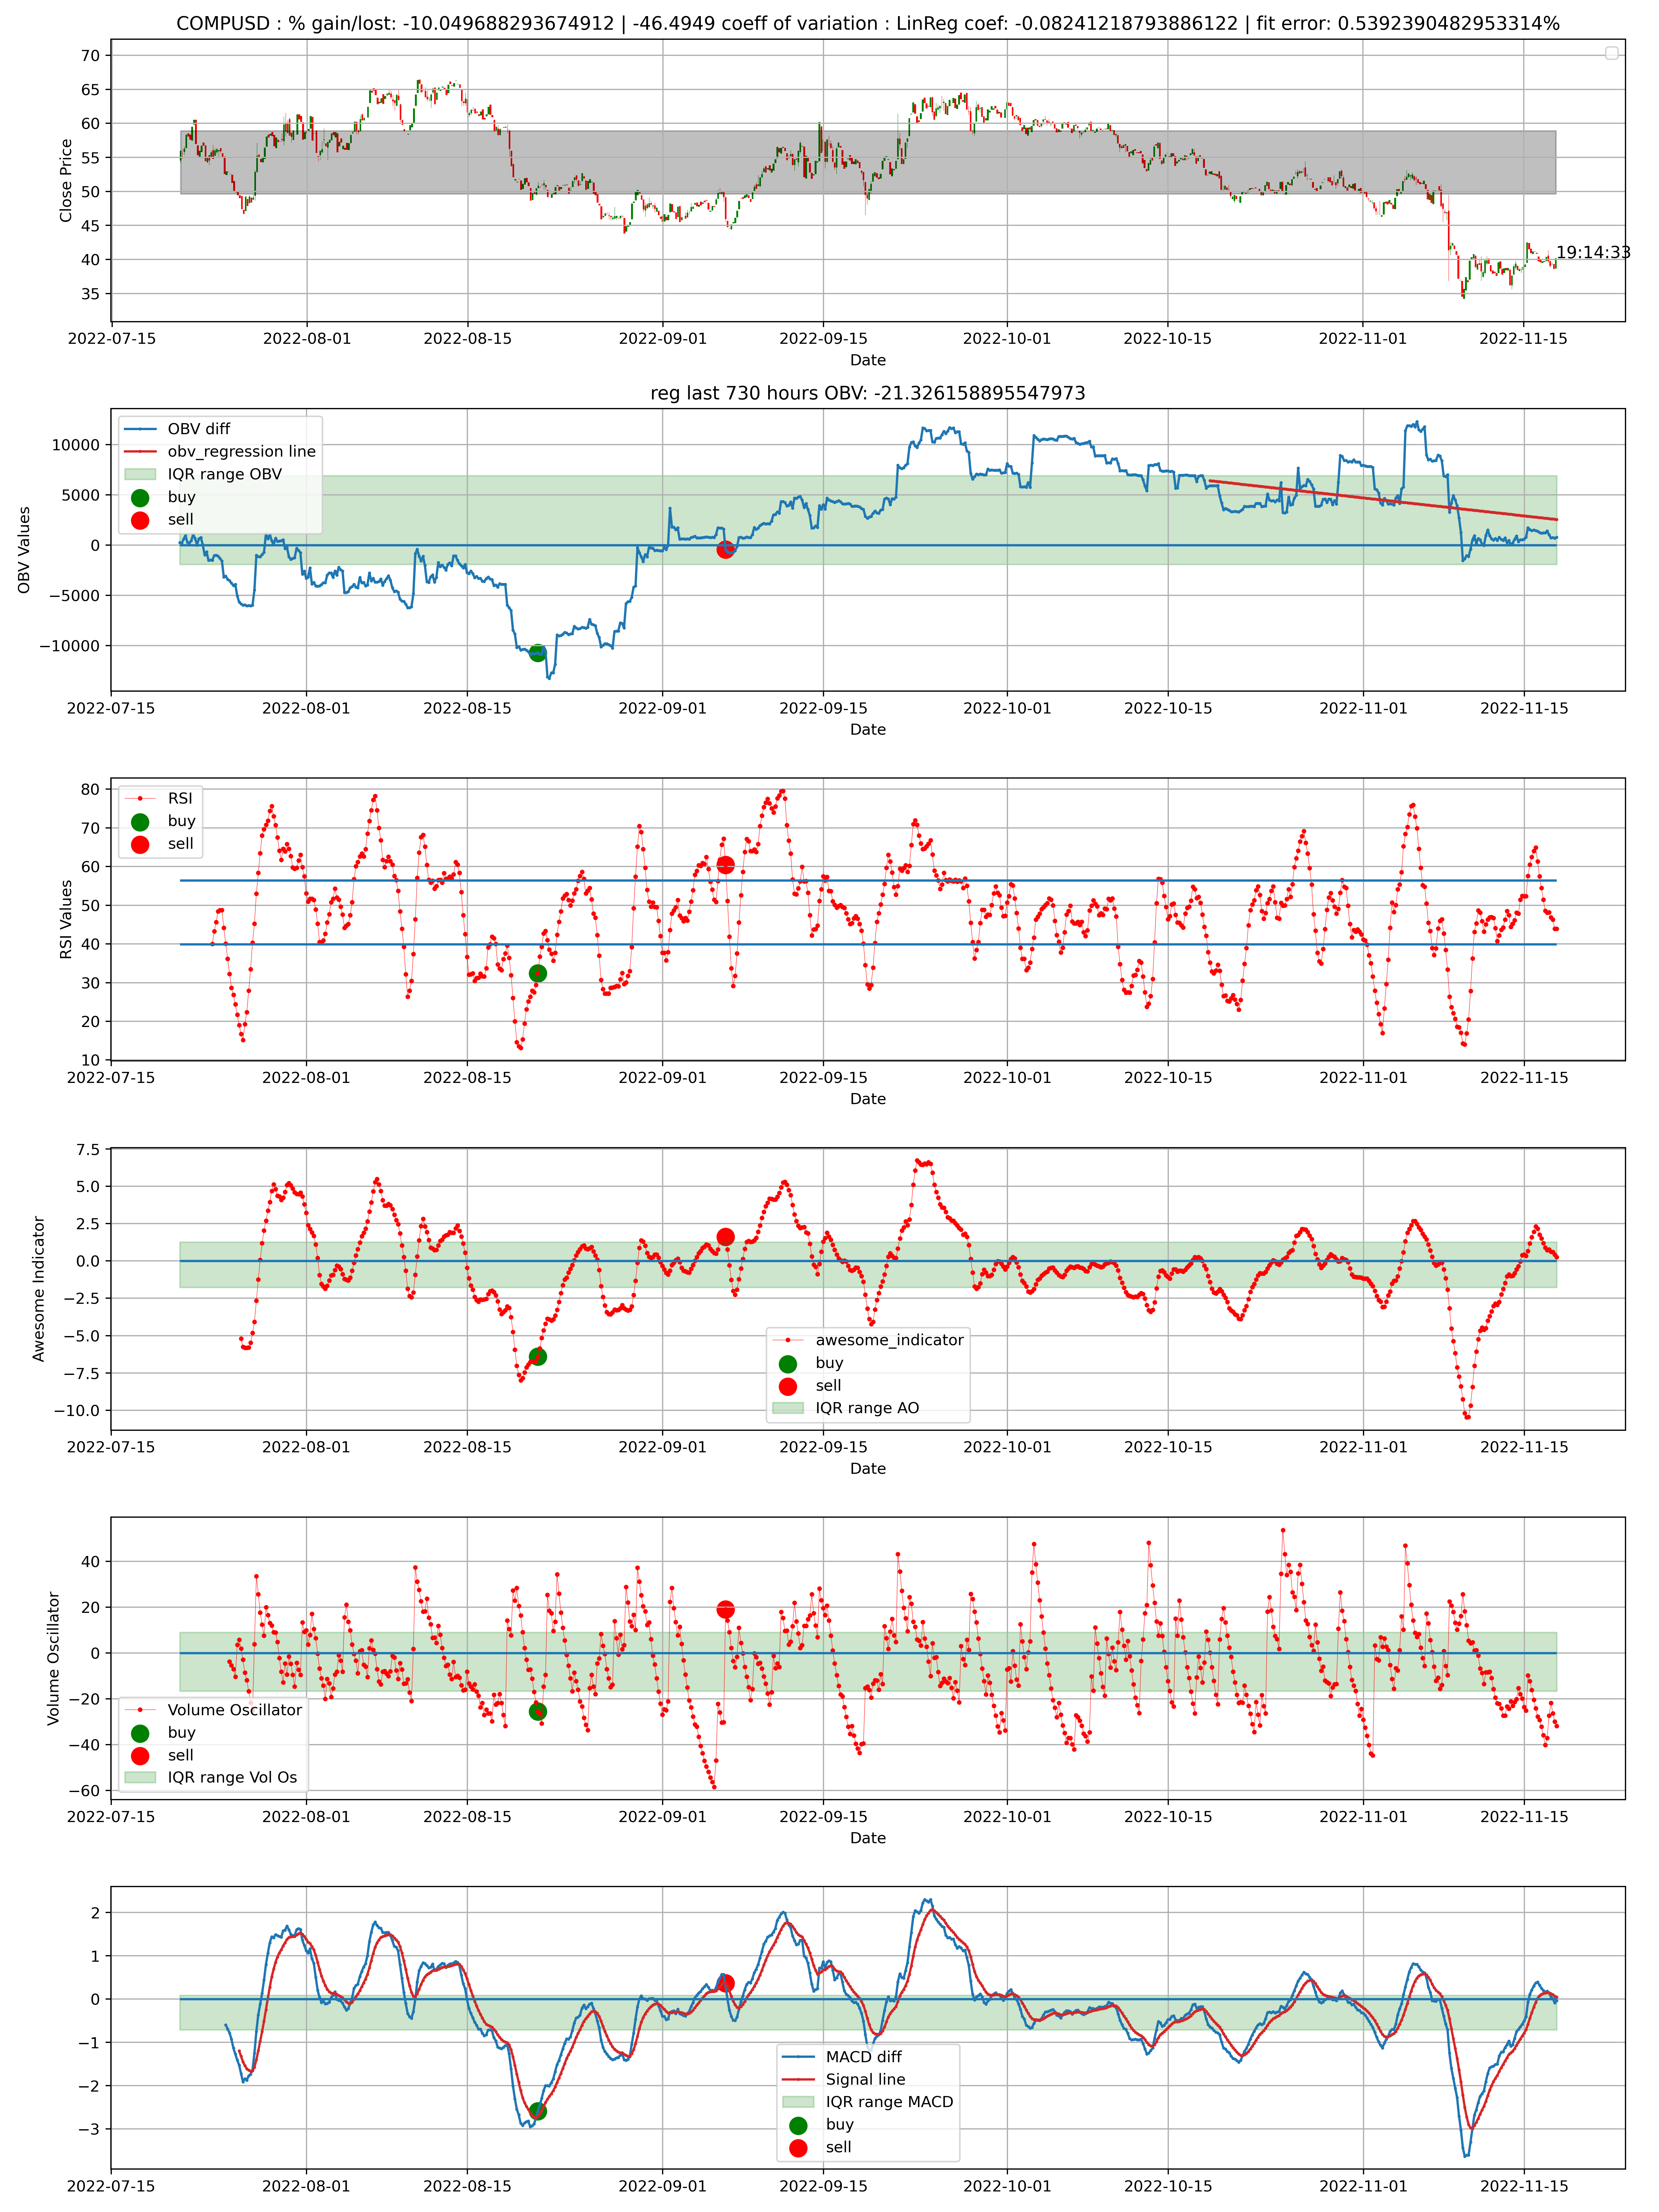 COMPUSD : % gain/lost: -10.049688293674912 | -46.4949 coeff of variation : LinReg coef: -0.08241218793886122 | fit error: 0.5392390482953314%
70
65
60
55
50
45
40
35
Close Price
19:14:33
2022-07-15 2022-08-01 2022-08-15 2022-09-01 2022-09-15 2022-10-01 2022-10-15 2022-11-01 2022-11-15
Date
reg last 730 hours OBV: -21.326158895547973
OBV diff
obv_regression line
IQR range OBV
buy
sell
10000
5000
0
−5000
−10000
OBV Values
2022-07-15 2022-08-01 2022-08-15 2022-09-01 2022-09-15 2022-10-01 2022-10-15 2022-11-01 2022-11-15
Date
RSI
buy
sell
80
70
60
50
40
30
20
10
RSI Values
2022-07-15 2022-08-01 2022-08-15 2022-09-01 2022-09-15 2022-10-01 2022-10-15 2022-11-01 2022-11-15
Date
7.5
5.0
2.5
0.0
−2.5
−5.0
−7.5
−10.0
Awesome Indicator
awesome_indicator
buy
sell
IQR range AO
2022-07-15 2022-08-01 2022-08-15 2022-09-01 2022-09-15 2022-10-01 2022-10-15 2022-11-01 2022-11-15
Date
40
20
0
−20
−40
−60
Volume Oscillator
Volume Oscillator
buy
sell
IQR range Vol Os
2022-07-15 2022-08-01 2022-08-15 2022-09-01 2022-09-15 2022-10-01 2022-10-15 2022-11-01 2022-11-15
Date
2
1
0
−1
−2
−3
MACD diff
Signal line
IQR range MACD
buy
sell
2022-07-15 2022-08-01 2022-08-15 2022-09-01 2022-09-15 2022-10-01 2022-10-15 2022-11-01 2022-11-15